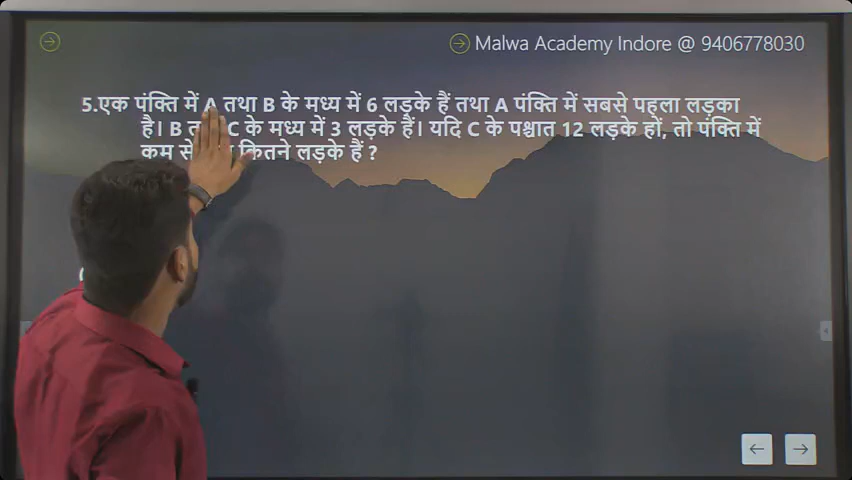 Malwa Academy Indore @ 9406778030
5.एक पंक्ति में A तथा B के मध्य में 6 लड़के हैं तथा A पंक्ति में सबसे पहला लड़का
है। B C के मध्य में 3 लड़के हैं। यदि C के पश्चात 12 लड़के हों, तो पंक्ति में
कम से कितने लड़के हैं ?